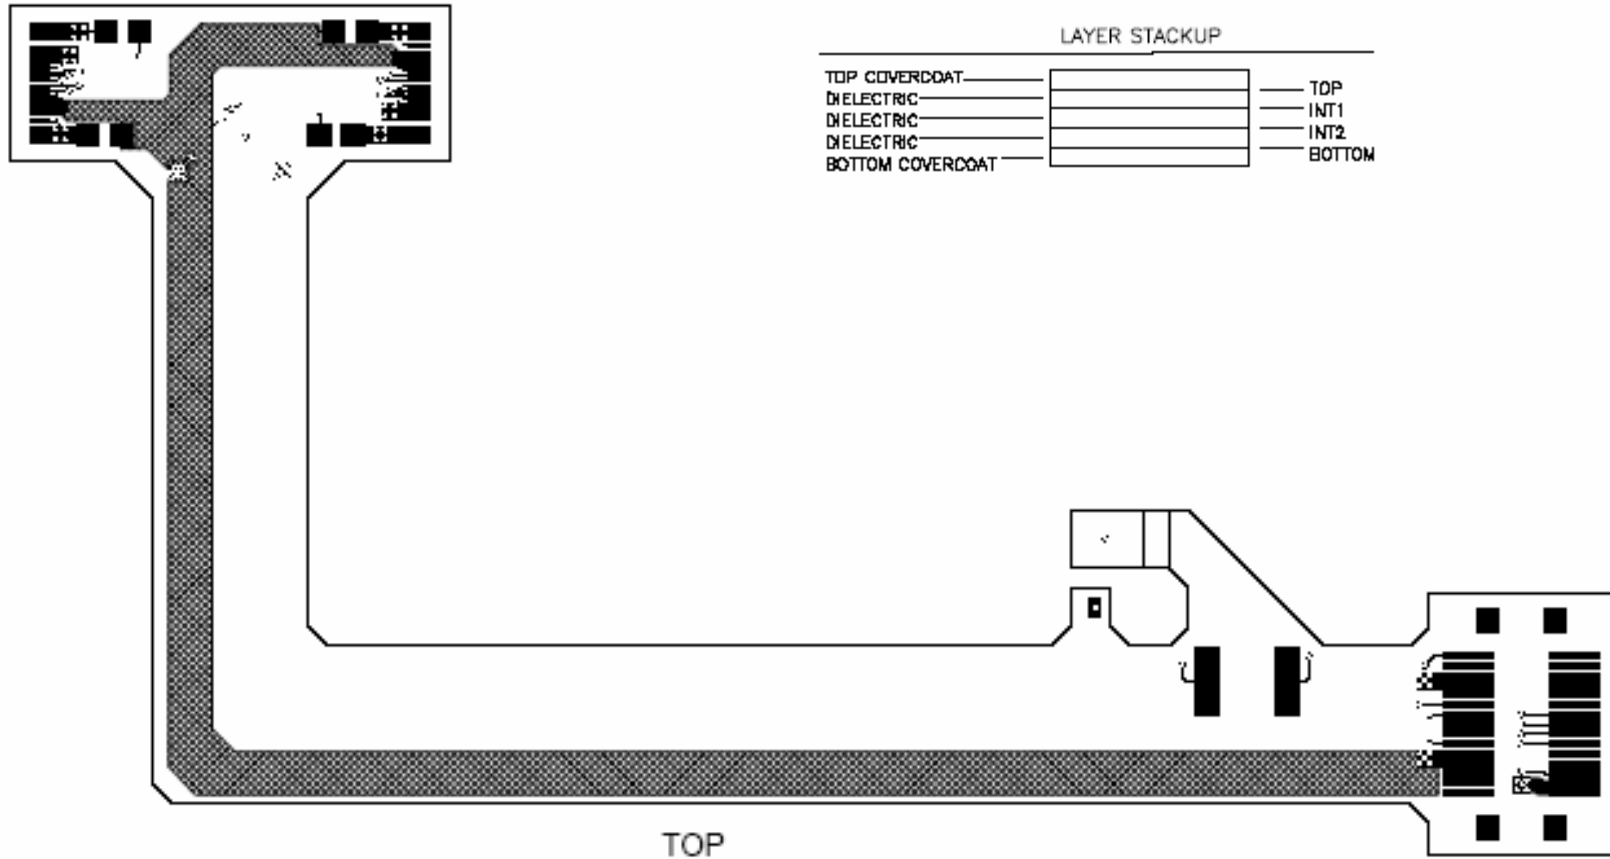 LAYER STACKUP
TOP COVERCOAT
DIELECTRIC
DIELECTRIC
DIELECTRIC
BOTTOM COVERCOAT
TOP
INT1
INT2
BOTTOM
TOP